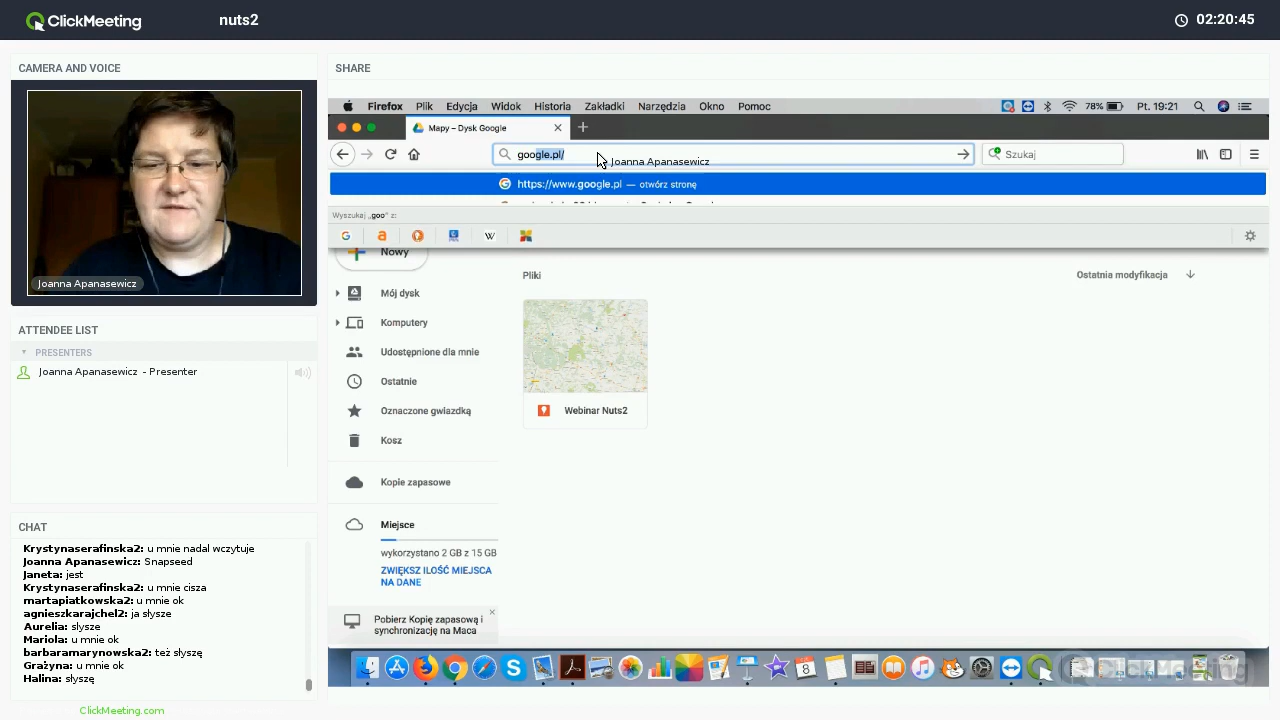 ClickMeeting
nuts2
02:20:45
CAMERA AND VOICE
Joanna Apanasewicz
ATTENDEE LIST
PRESENTERS
Joanna Apanasewicz - Presenter
CHAT
Krystynaserafinska2: u mnie nadal wczytuje
Joanna Apanasewicz: Snapseed
Janeta: jest
Krystynaserafinska2: u mnie cisza
martapiatkowska2: u mnie ok
agnieszkarajchel2: ja słysze
Aurelia: słysze
Mariola: u mnie ok
barbaramarynowska2: też słyszę
Grażyna: u mnie ok
Halina: słyszę
ClickMeeting.com
SHARE
Firefox Plik Edycja Widok Historia Zakładki Narzędzia Okno Pomoc
78% Pt. 19:21
Mapy – Dysk Google
google.pl/
Joanna Apanasewicz
Szukaj
https://www.google.pl — otwórz stronę
Wyszukaj „goo" z:
Nowy
Mój dysk
Komputery
Udostępnione dla mnie
Ostatnie
Oznaczone gwiazdką
Kosz
Kopie zapasowe
Miejsce
wykorzystano 2 GB z 15 GB
ZWIĘKSZ ILOŚĆ MIEJSCA
NA DANE
Pobierz Kopię zapasową i
synchronizację na Maca
Pliki
Ostatnia modyfikacja
Webinar Nuts2
ClickMeeting